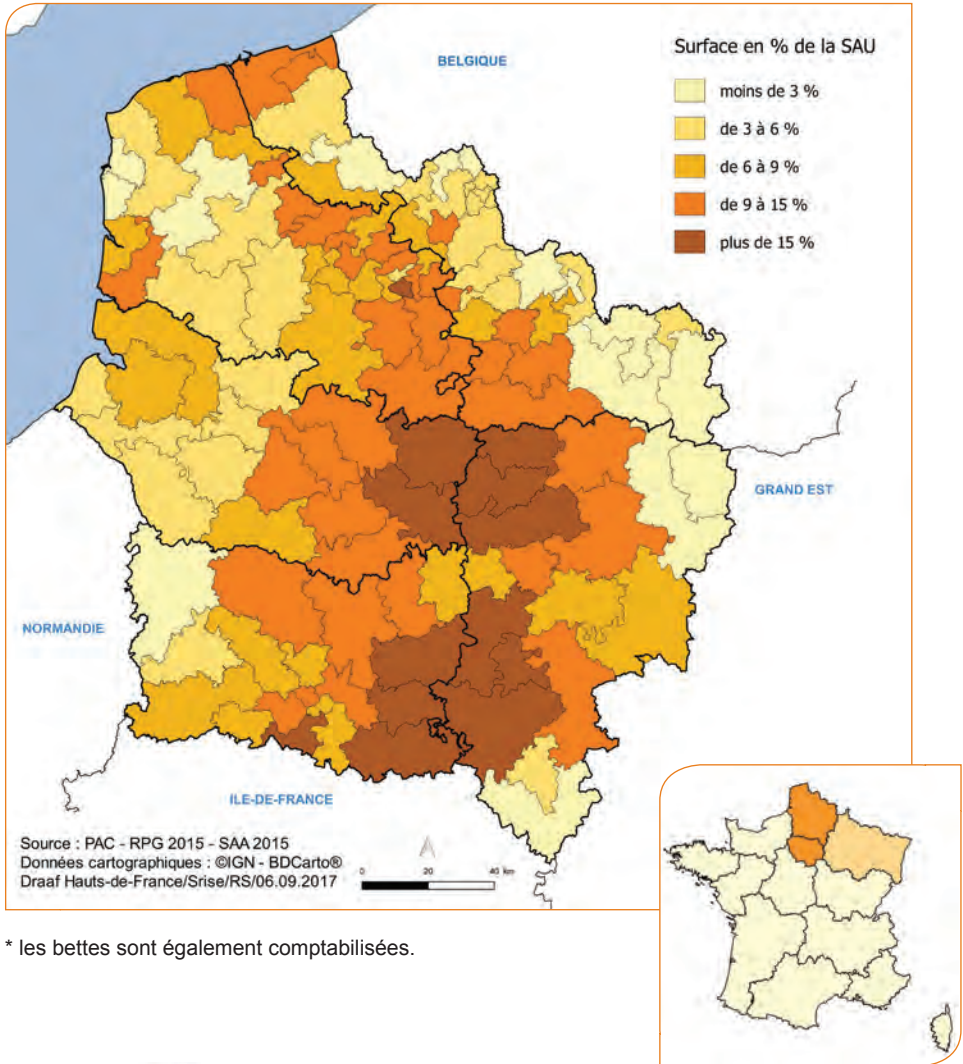 BELGIQUE
Surface en % de la SAU
moins de 3 %
de 3 à 6 %
de 6 à 9 %
de 9 à 15 %
plus de 15 %
GRAND EST
NORMANDIE
ILE-DE-FRANCE
Source : PAC - RPG 2015 - SAA 2015
Données cartographiques : ©IGN - BDCarto®
Draaf Hauts-de-France/Srise/RS/06.09.2017
0 20 40 km
* les bettes sont également comptabilisées.